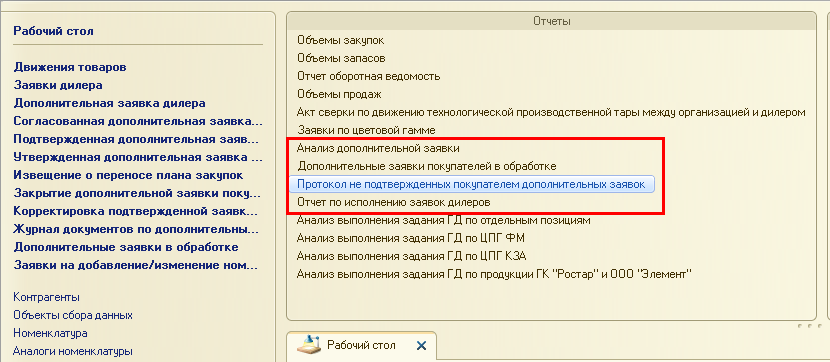 Рабочий стол
Движения товаров
Заявки дилера
Дополнительная заявка дилера
Согласованная дополнительная заявка...
Подтвержденная дополнительная заяв...
Утвержденная дополнительная заявка ...
Извещение о переносе плана закупок
Закрытие дополнительной заявки поку...
Корректировка подтвержденной заявк...
Журнал документов по дополнительны...
Дополнительные заявки в обработке
Заявки на добавление/изменение ном...
Контрагенты
Объекты сбора данных
Номенклатура
Аналоги номенклатуры
Отчеты
Объемы закупок
Объемы запасов
Отчет оборотная ведомость
Объемы продаж
Акт сверки по движению технологической производственной тары между организацией и дилером
Заявки по цветовой гамме
Анализ дополнительной заявки
Дополнительные заявки покупателей в обработке
Протокол не подтвержденных покупателем дополнительных заявок
Отчет по исполнению заявок дилеров
Анализ выполнения задания ГД по отдельным позициям
Анализ выполнения задания ГД по ЦПГ ФМ
Анализ выполнения задания ГД по ЦПГ КЗА
Анализ выполнения задания ГД по продукции ГК "Ростар" и ООО "Элемент"
Рабочий стол